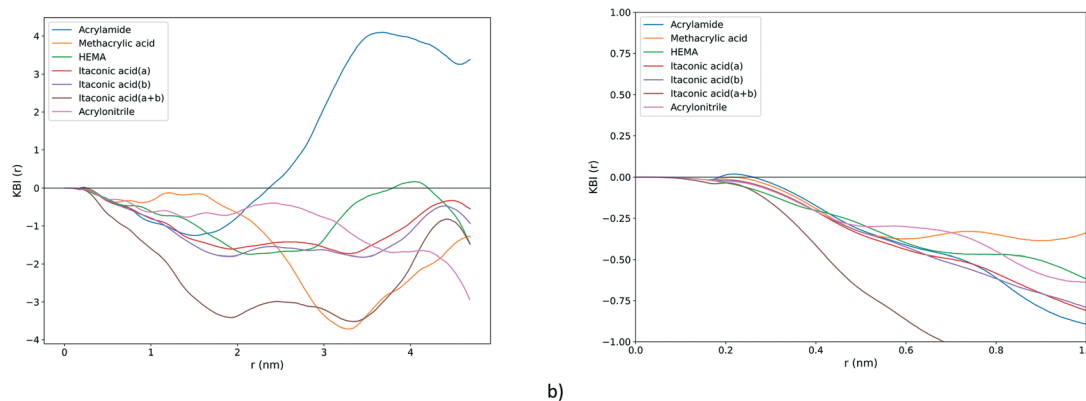 Acrylamide
Methacrylic acid
HEMA
Itaconic acid(a)
Itaconic acid(b)
Itaconic acid(a+b)
Acrylonitrile
KBI (r)
4
3
2
1
0
−1
−2
−3
−4
0
1
2
3
4
r (nm)
Acrylamide
Methacrylic acid
HEMA
Itaconic acid(a)
Itaconic acid(b)
Itaconic acid(a+b)
Acrylonitrile
KBI (r)
1.00
0.75
0.50
0.25
0.00
−0.25
−0.50
−0.75
−1.00
0.0
0.2
0.4
0.6
0.8
1.0
r (nm)
b)